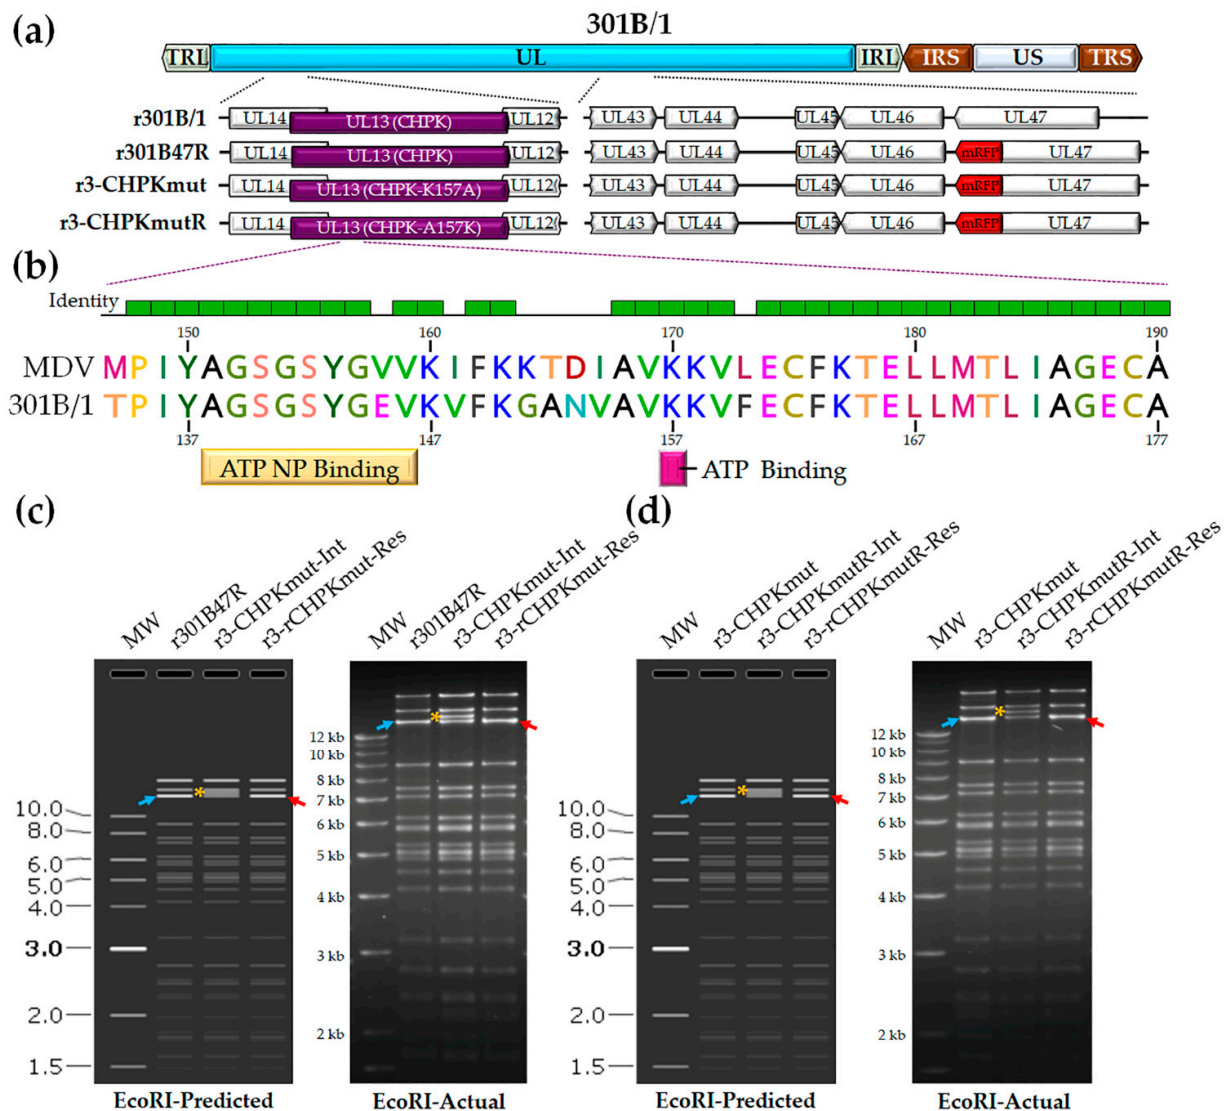 (a)
301B/1
TRL UL IRL IRS US TRS
r301B/1 UL14 UL13 (CHPK) UL12 UL43 UL44 UL45 UL46 UL47
r301B47R UL14 UL13 (CHPK) UL12 UL43 UL44 UL45 UL46 mRFP UL47
r3-CHPKmut UL14 UL13 (CHPK-K157A) UL12 UL43 UL44 UL45 UL46 mRFP UL47
r3-CHPKmutR UL14 UL13 (CHPK-A157K) UL12 UL43 UL44 UL45 UL46 mRFP UL47
(b)
Identity
150 160 170 180 190
MDV MPIYAGSGSYGVVKIFKKTDIAVKKVLECFKTELLMTLIAGECA
301B/1 TPIYAGSGSYGEVKVFKGANVAVKKVFECFKTELLMTLIAGECA
137 147 157 167 177
ATP NP Binding ATP Binding
(c)
MW r301B47R r3-CHPKmut-Int r3-rCHPKmut-Res
MW r301B47R r3-CHPKmut-Int r3-rCHPKmut-Res
10.0
8.0
6.0
5.0
4.0
3.0
2.0
1.5
*
EcoRI-Predicted
12 kb
10 kb
8 kb
7 kb
6 kb
5 kb
4 kb
3 kb
2 kb
*
EcoRI-Actual
(d)
MW r3-CHPKmut r3-CHPKmutR-Int r3-rCHPKmutR-Res
MW r3-CHPKmut r3-CHPKmutR-Int r3-rCHPKmutR-Res
10.0
8.0
6.0
5.0
4.0
3.0
2.0
1.5
*
EcoRI-Predicted
12 kb
10 kb
8 kb
7 kb
6 kb
5 kb
4 kb
3 kb
2 kb
*
EcoRI-Actual